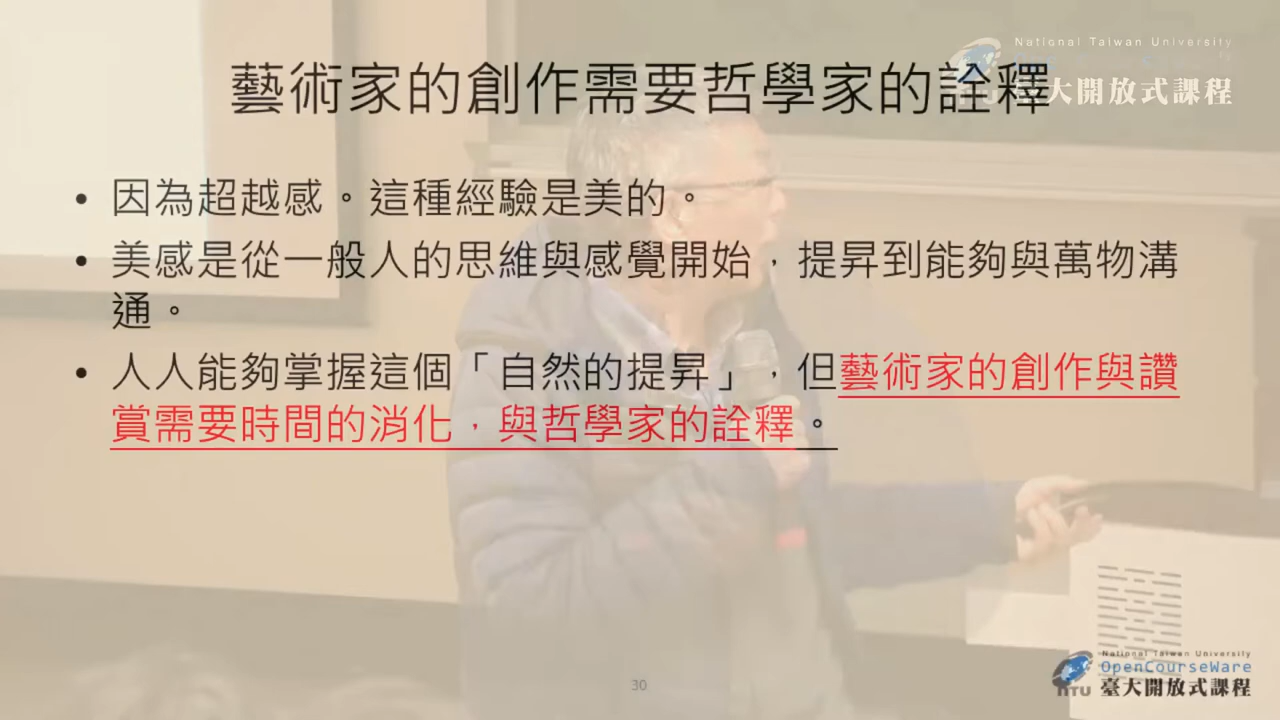 National Taiwan University
臺大開放式課程
藝術家的創作需要哲學家的詮釋
• 因為超越感。這種經驗是美的。
• 美感是從一般人的思維與感覺開始，提昇到能夠與萬物溝
通。
• 人人能夠掌握這個「自然的提昇」，但藝術家的創作與讚
賞需要時間的消化，與哲學家的詮釋。
30
National Taiwan University
OpenCourseWare
NTU 臺大開放式課程